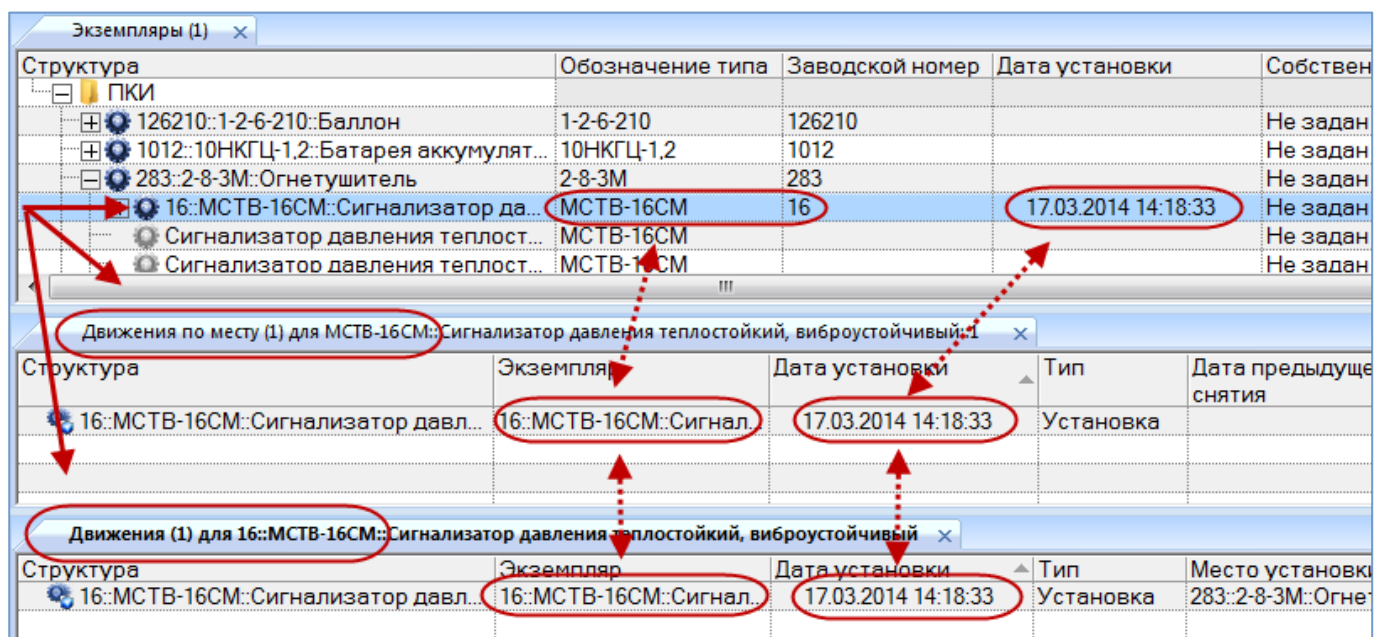 Экземпляры (1)
Структура Обозначение типа Заводской номер Дата установки Собствен
ПКИ
126210::1-2-6-210::Баллон 1-2-6-210 126210 Не задан
1012::10НКГЦ-1,2::Батарея аккумулят... 10НКГЦ-1,2 1012 Не задан
283::2-8-3М::Огнетушитель 2-8-3М 283 Не задан
16::МСТВ-16СМ::Сигнализатор да... МСТВ-16СМ 16 17.03.2014 14:18:33 Не задан
Сигнализатор давления теплост... МСТВ-16СМ Не задан
Сигнализатор давления теплост... МСТВ-16СМ Не задан
Движения по месту (1) для МСТВ-16СМ::Сигнализатор давления теплостойкий, виброустойчивый::1
Структура Экземпляр Дата установки Тип Дата предыдуще
снятия
16::МСТВ-16СМ::Сигнализатор давл... 16::МСТВ-16СМ::Сигнал... 17.03.2014 14:18:33 Установка
Движения (1) для 16::МСТВ-16СМ::Сигнализатор давления теплостойкий, виброустойчивый
Структура Экземпляр Дата установки Тип Место установки
16::МСТВ-16СМ::Сигнализатор давл... 16::МСТВ-16СМ::Сигнал... 17.03.2014 14:18:33 Установка 283::2-8-3М::Огнет